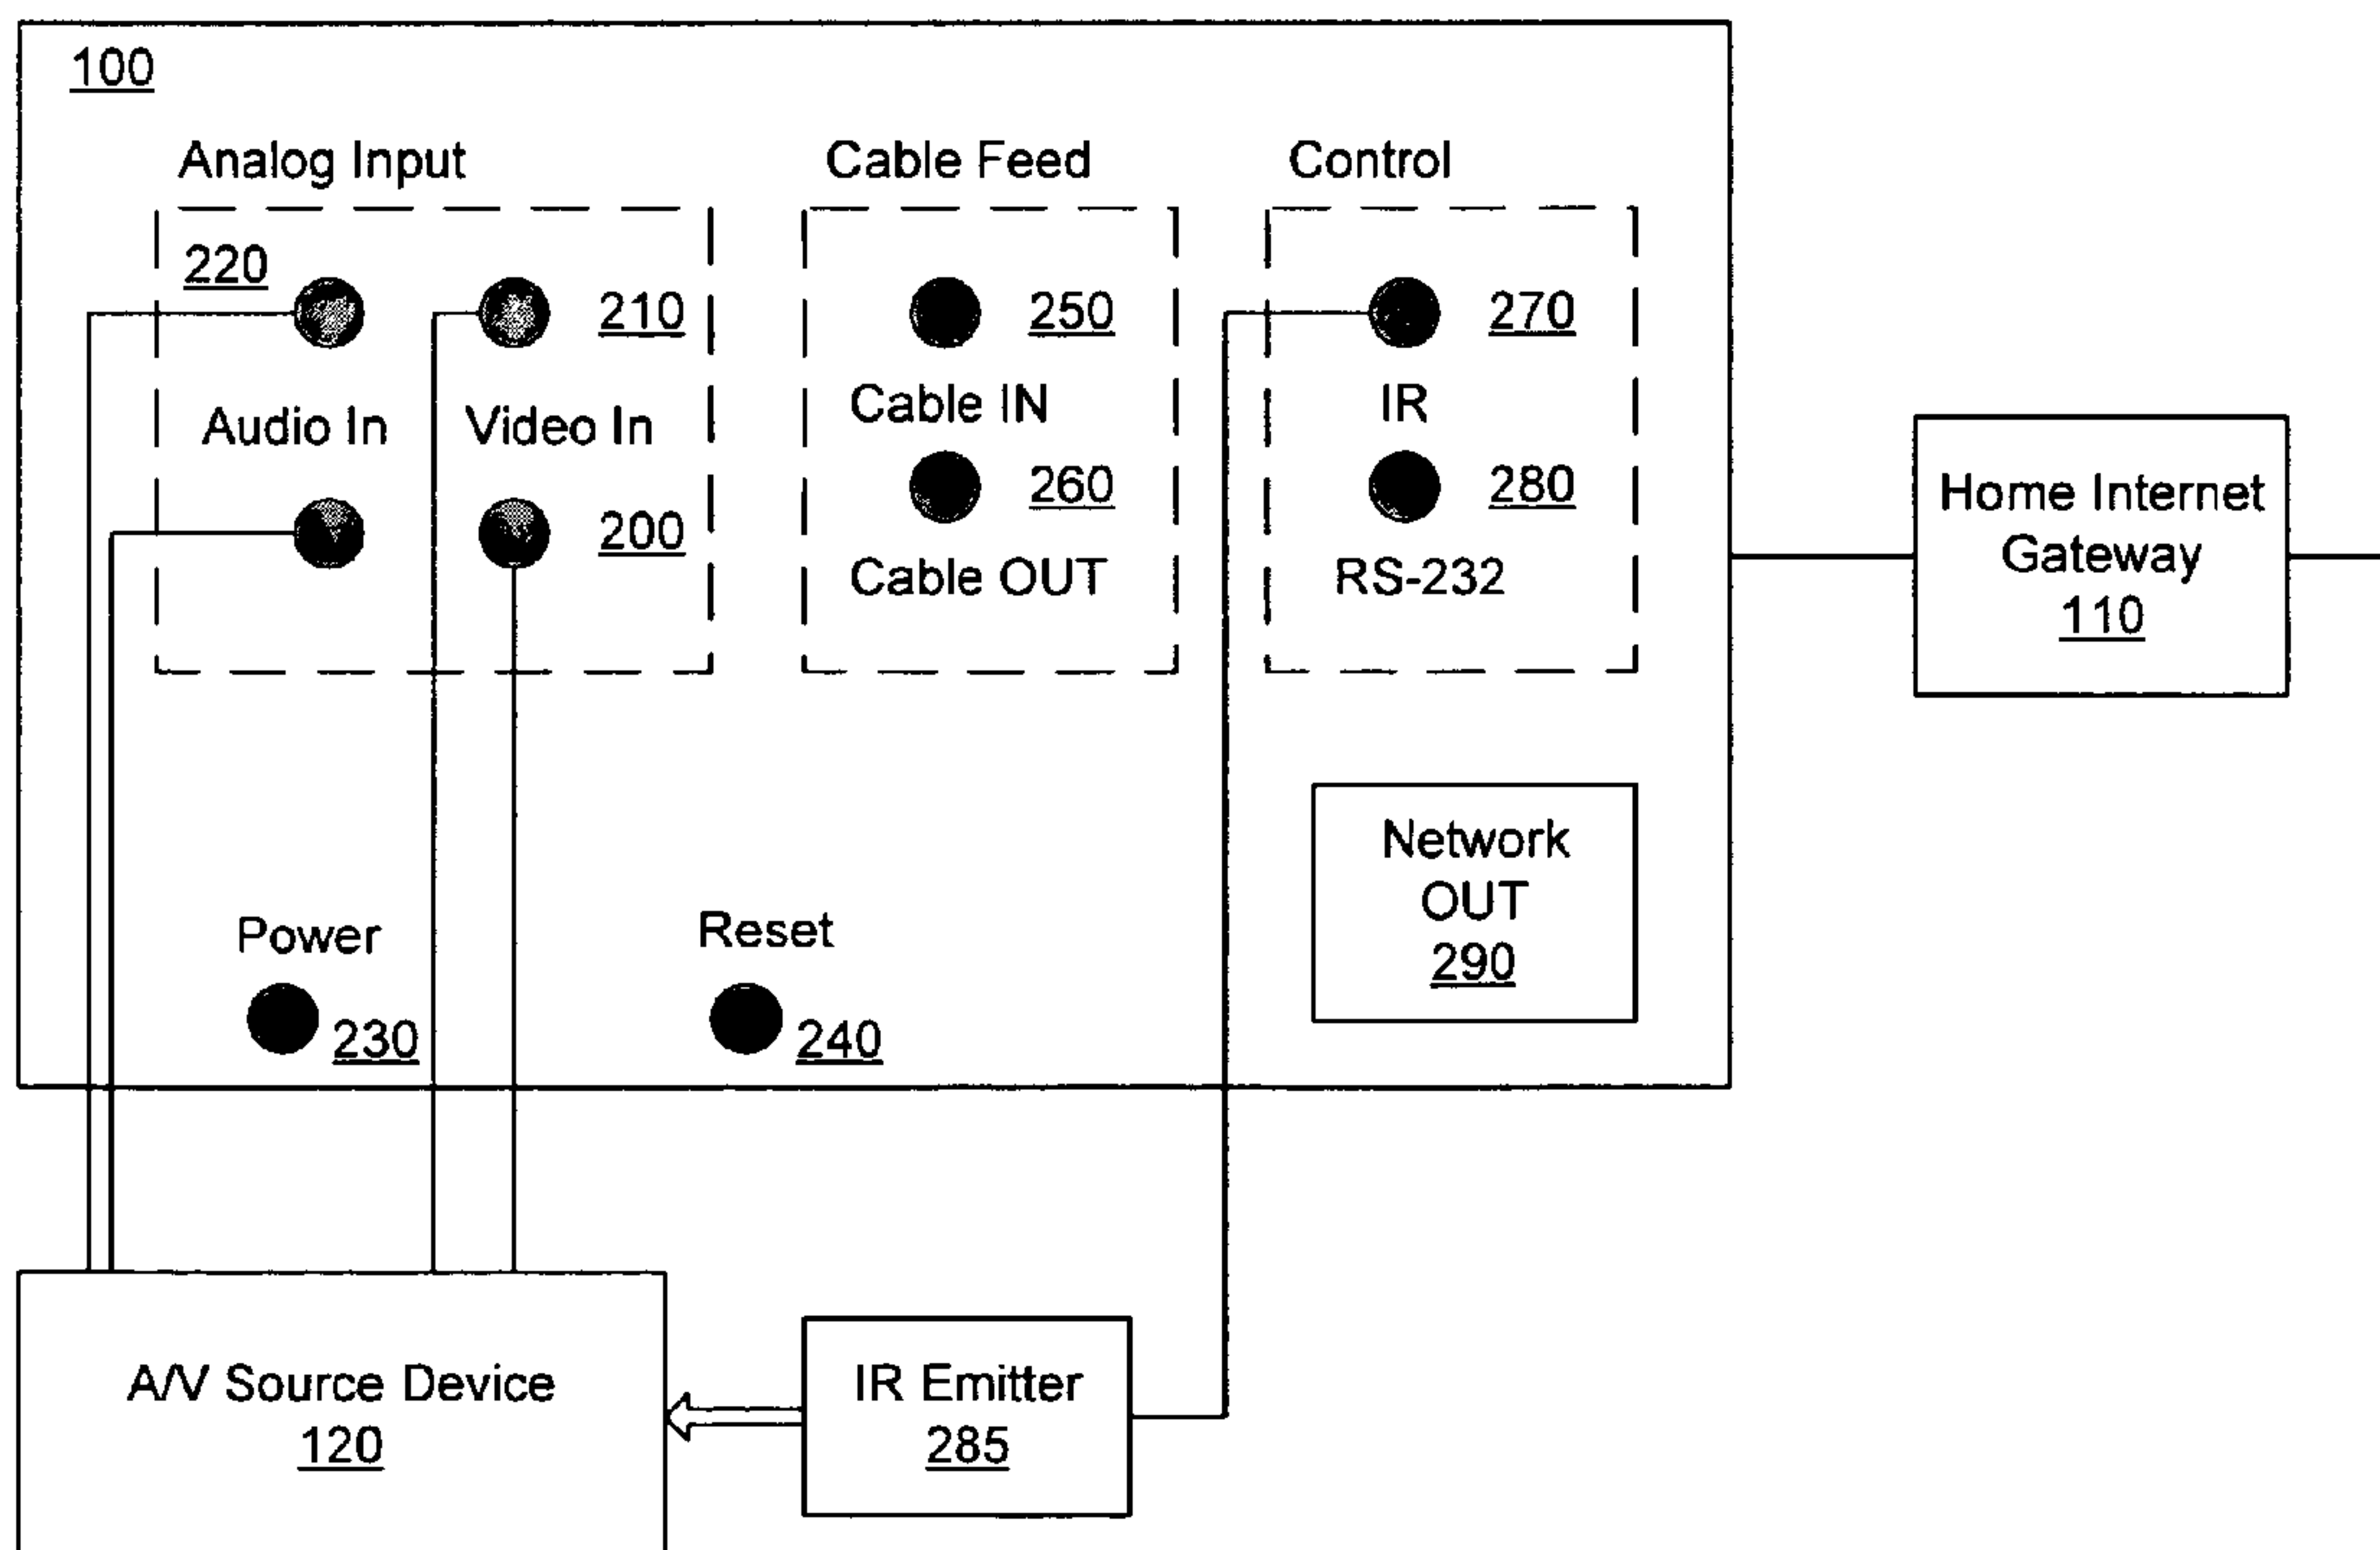 100
Analog Input
Cable Feed
Control
220
210
Audio In
Video In
200
250
Cable IN
260
Cable OUT
270
IR
280
RS-232
Home Internet
Gateway
110
Network
OUT
290
Power
230
Reset
240
A/V Source Device
120
IR Emitter
285